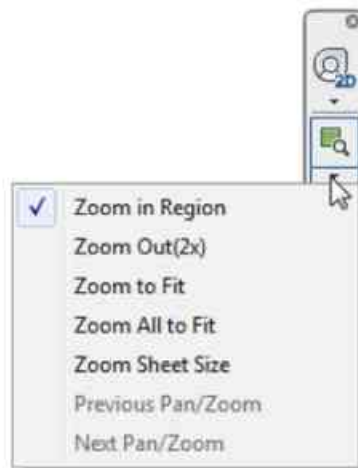 2D
Zoom in Region
Zoom Out(2x)
Zoom to Fit
Zoom All to Fit
Zoom Sheet Size
Previous Pan/Zoom
Next Pan/Zoom